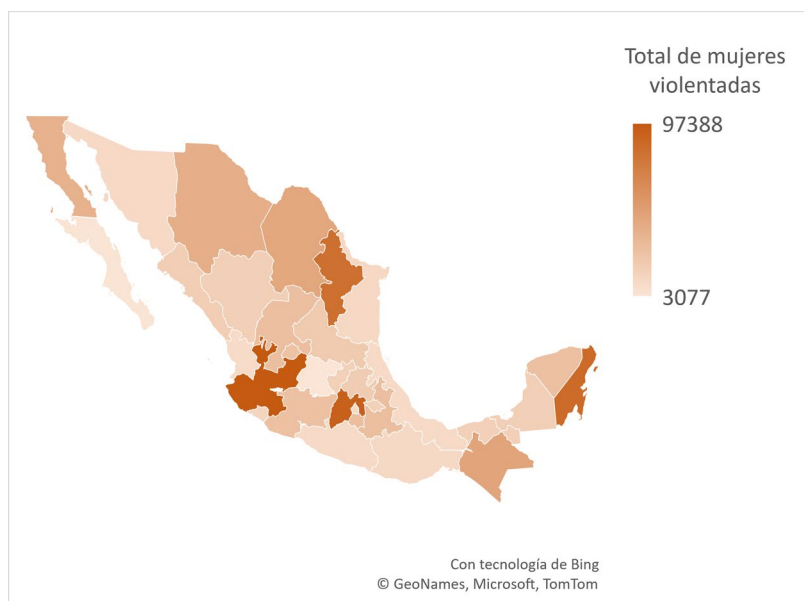 Total de mujeres
violentadas
97388
3077
Con tecnología de Bing
© GeoNames, Microsoft, TomTom